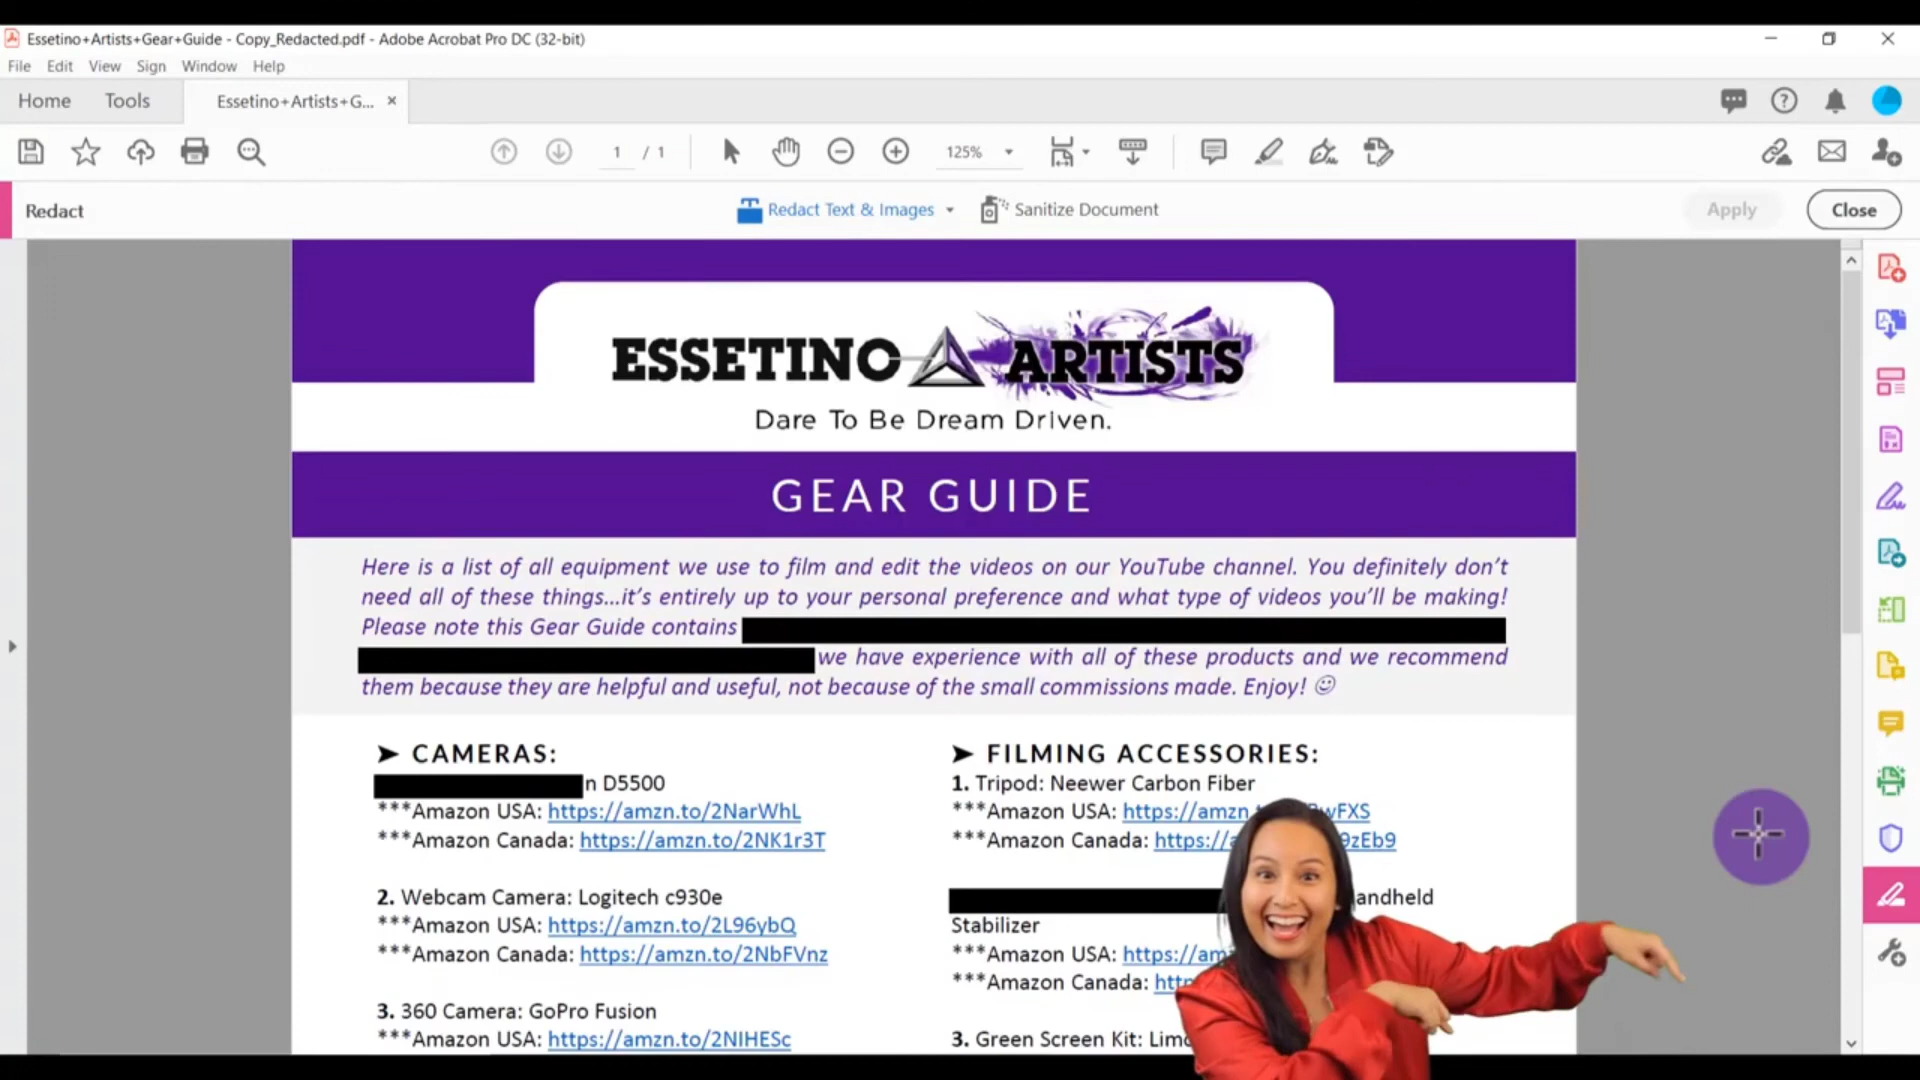 Essetino+Artists+Gear+Guide - Copy_Redacted.pdf - Adobe Acrobat Pro DC (32-bit)
File Edit View Sign Window Help
Home Tools Essetino+Artists+G... ×
1 / 1 125%
Redact Redact Text & Images Sanitize Document Apply Close
ESSETINO ARTISTS
Dare To Be Dream Driven.
GEAR GUIDE
Here is a list of all equipment we use to film and edit the videos on our YouTube channel. You definitely don't
need all of these things...it's entirely up to your personal preference and what type of videos you'll be making!
Please note this Gear Guide contains
we have experience with all of these products and we recommend
them because they are helpful and useful, not because of the small commissions made. Enjoy! ☺
➤ CAMERAS:
n D5500
***Amazon USA: https://amzn.to/2NarWhL
***Amazon Canada: https://amzn.to/2NK1r3T
2. Webcam Camera: Logitech c930e
***Amazon USA: https://amzn.to/2L96ybQ
***Amazon Canada: https://amzn.to/2NbFVnz
3. 360 Camera: GoPro Fusion
***Amazon USA: https://amzn.to/2NIHESc
➤ FILMING ACCESSORIES:
1. Tripod: Neewer Carbon Fiber
***Amazon USA: https://amzn wFXS
***Amazon Canada: https://a 9zEb9
andheld
Stabilizer
***Amazon USA: https://am
***Amazon Canada: http
3. Green Screen Kit: Lim